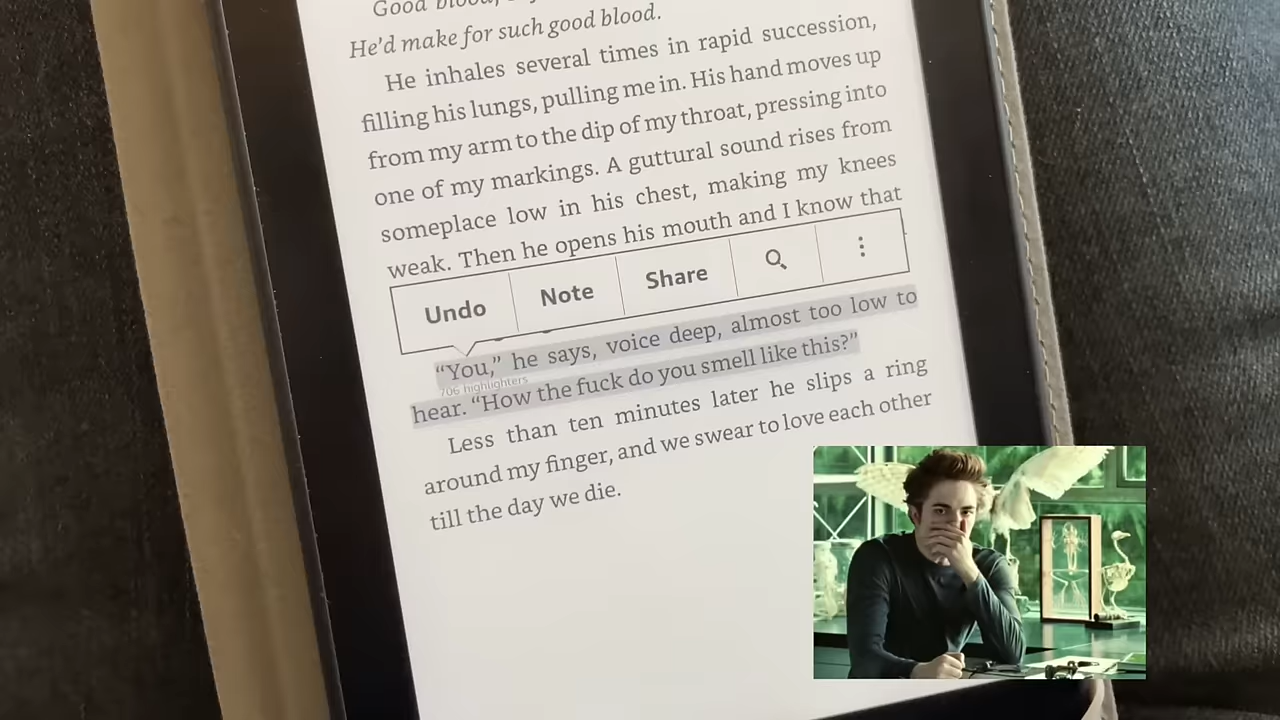 Good blood,
He'd make for such good blood.
He inhales several times in rapid succession,
filling his lungs, pulling me in. His hand moves up
from my arm to the dip of my throat, pressing into
one of my markings. A guttural sound rises from
someplace low in his chest, making my knees
weak. Then he opens his mouth and I know that
Undo Note Share
“You,” he says, voice deep, almost too low to
706 highlighters
hear. “How the fuck do you smell like this?”
Less than ten minutes later he slips a ring
around my finger, and we swear to love each other
till the day we die.